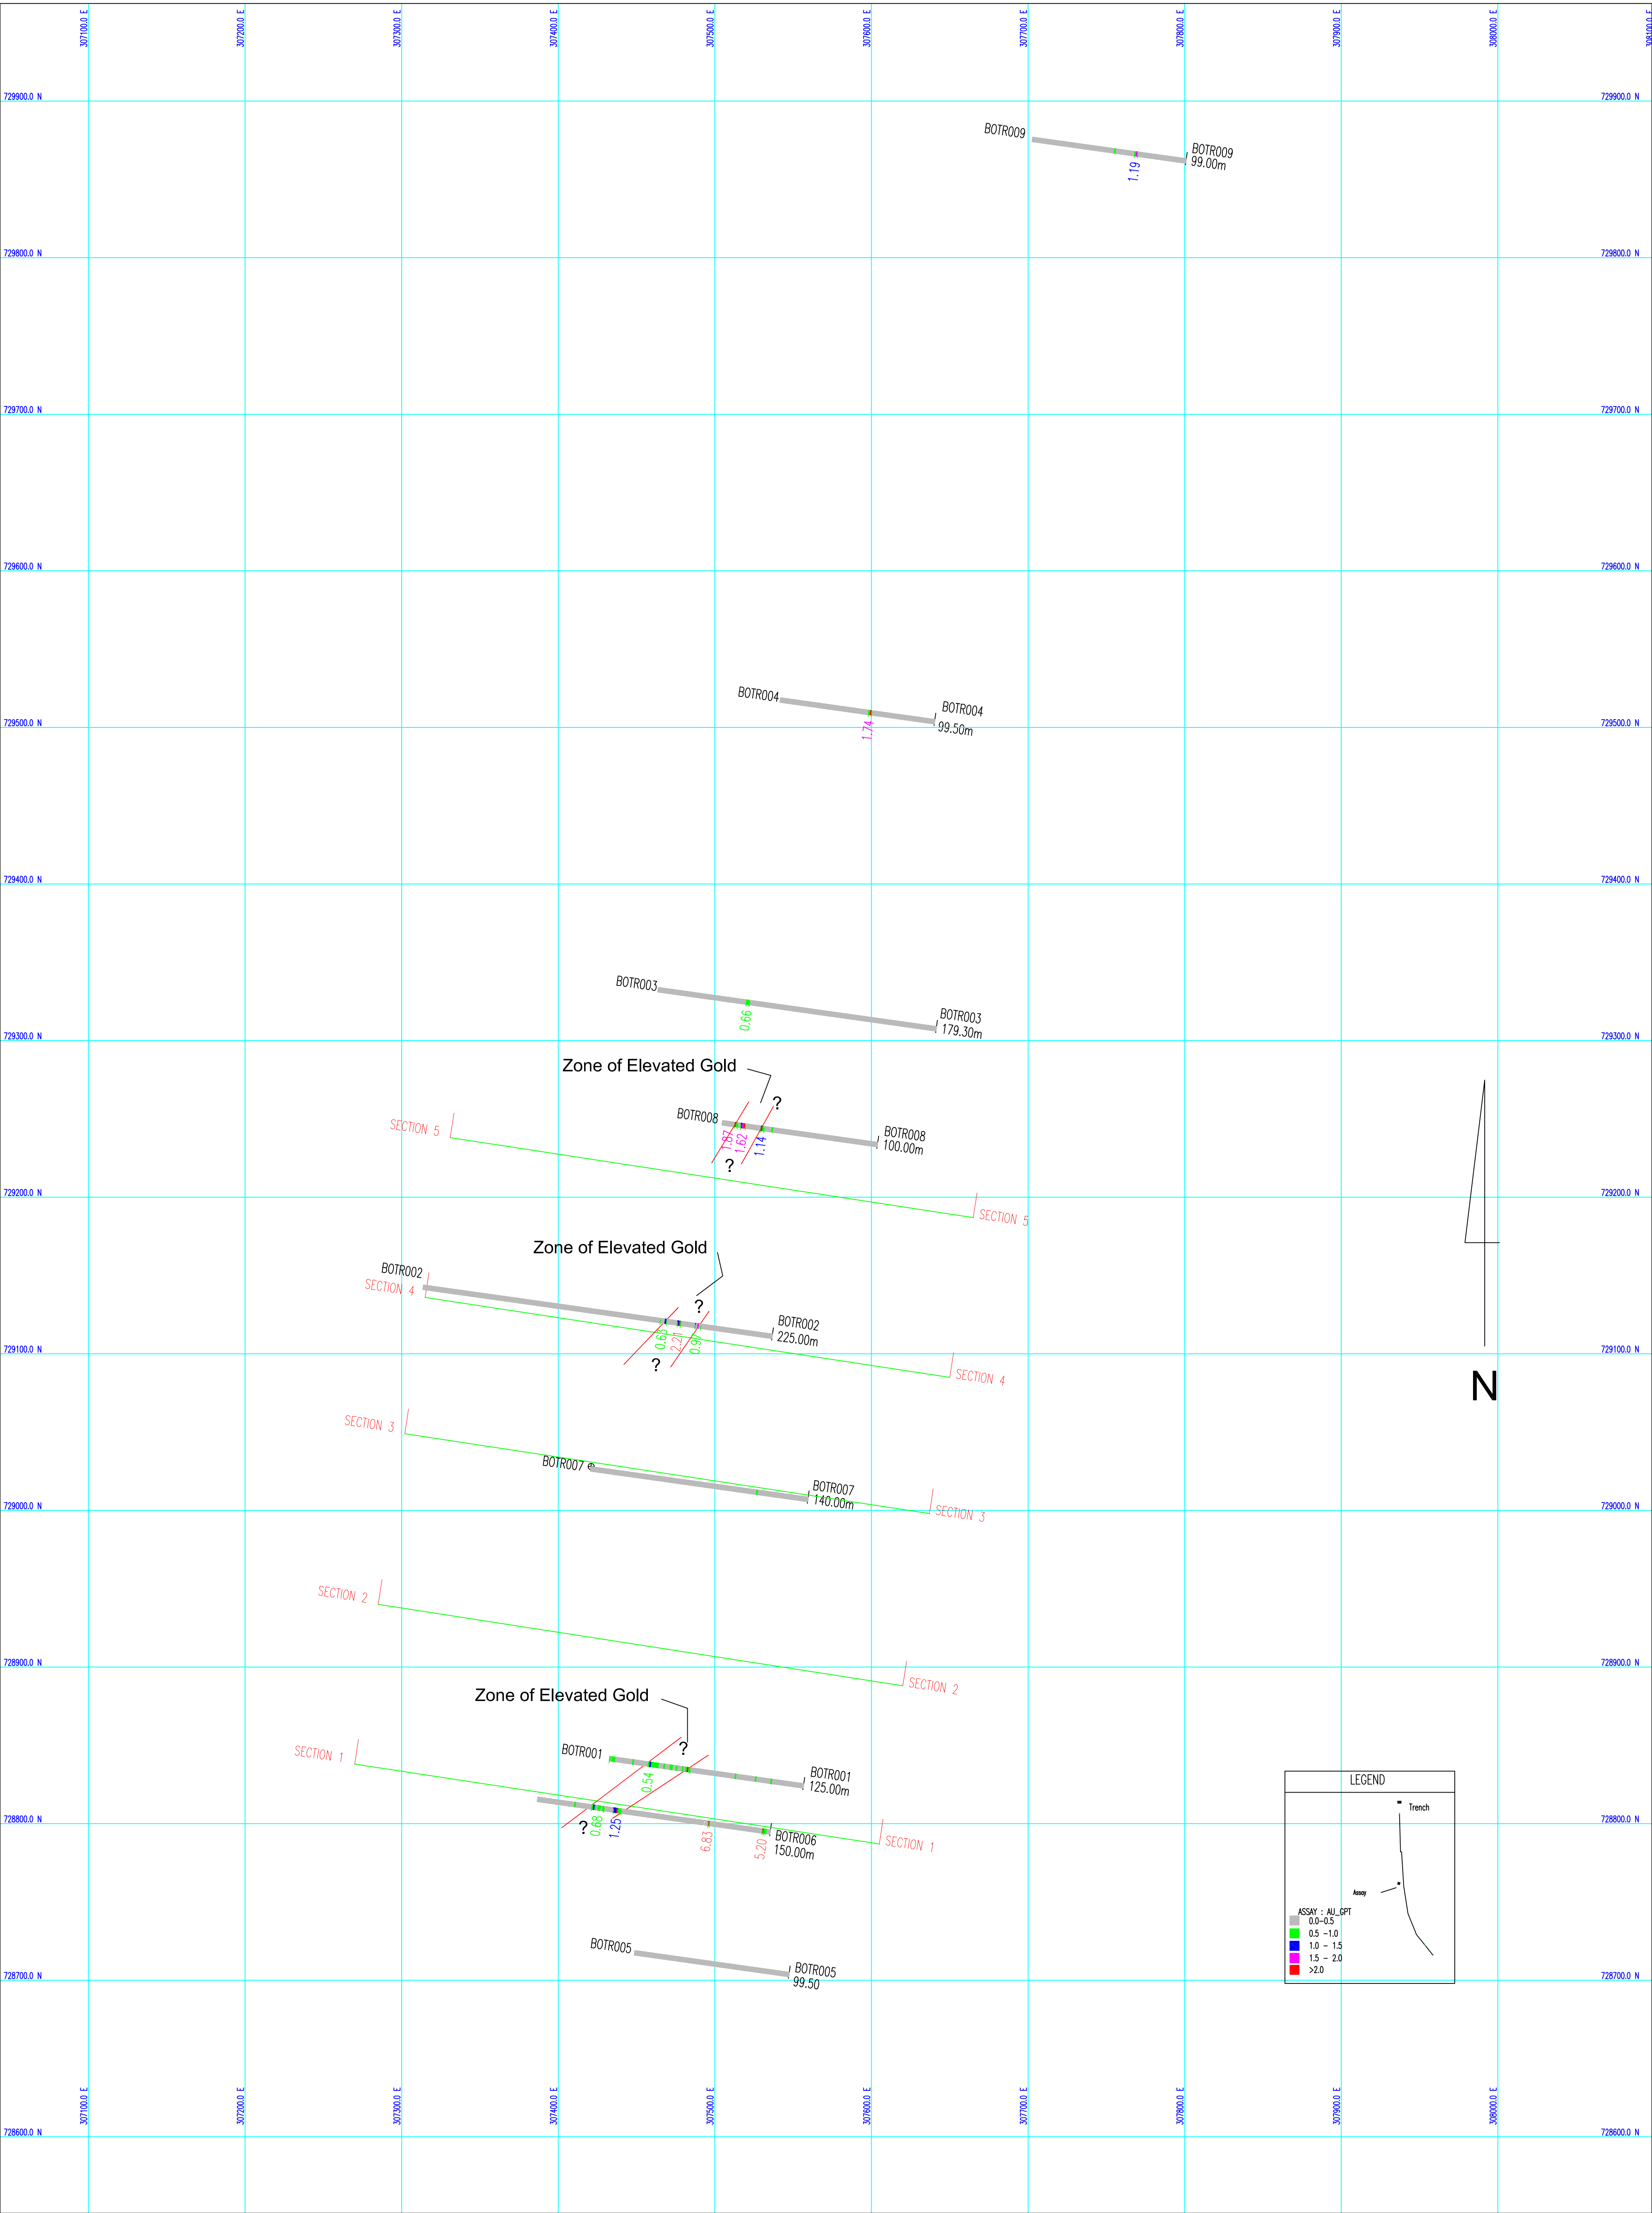 307100.0 E
307200.0 E
307300.0 E
307400.0 E
307500.0 E
307600.0 E
307700.0 E
307800.0 E
307900.0 E
308000.0 E
729900.0 N
729900.0 N
BOTR009
BOTR009
99.00m
1.19
729800.0 N
729800.0 N
729700.0 N
729700.0 N
729600.0 N
729600.0 N
BOTR004
BOTR004
99.50m
1.74
729500.0 N
729500.0 N
729400.0 N
729400.0 N
BOTR003
BOTR003
179.30m
0.66
729300.0 N
729300.0 N
Zone of Elevated Gold
?
BOTR008
BOTR008
100.00m
1.87
1.62
1.14
?
SECTION 5
SECTION 5
729200.0 N
729200.0 N
Zone of Elevated Gold
?
BOTR002
BOTR002
225.00m
SECTION 4
SECTION 4
0.63
2.21
0.97
?
729100.0 N
729100.0 N
N
SECTION 3
SECTION 3
BOTR007
BOTR007
140.00m
729000.0 N
729000.0 N
SECTION 2
SECTION 2
728900.0 N
728900.0 N
Zone of Elevated Gold
?
BOTR001
BOTR001
125.00m
0.54
SECTION 1
SECTION 1
728800.0 N
728800.0 N
?
0.68
1.25
6.83
5.20
BOTR006
150.00m
LEGEND
Trench
Assay
ASSAY : AU_GPT
0.0-0.5
0.5 -1.0
1.0 - 1.5
1.5 - 2.0
>2.0
BOTR005
BOTR005
99.50
728700.0 N
728700.0 N
728600.0 N
728600.0 N
307100.0 E
307200.0 E
307300.0 E
307400.0 E
307500.0 E
307600.0 E
307700.0 E
307800.0 E
307900.0 E
308000.0 E